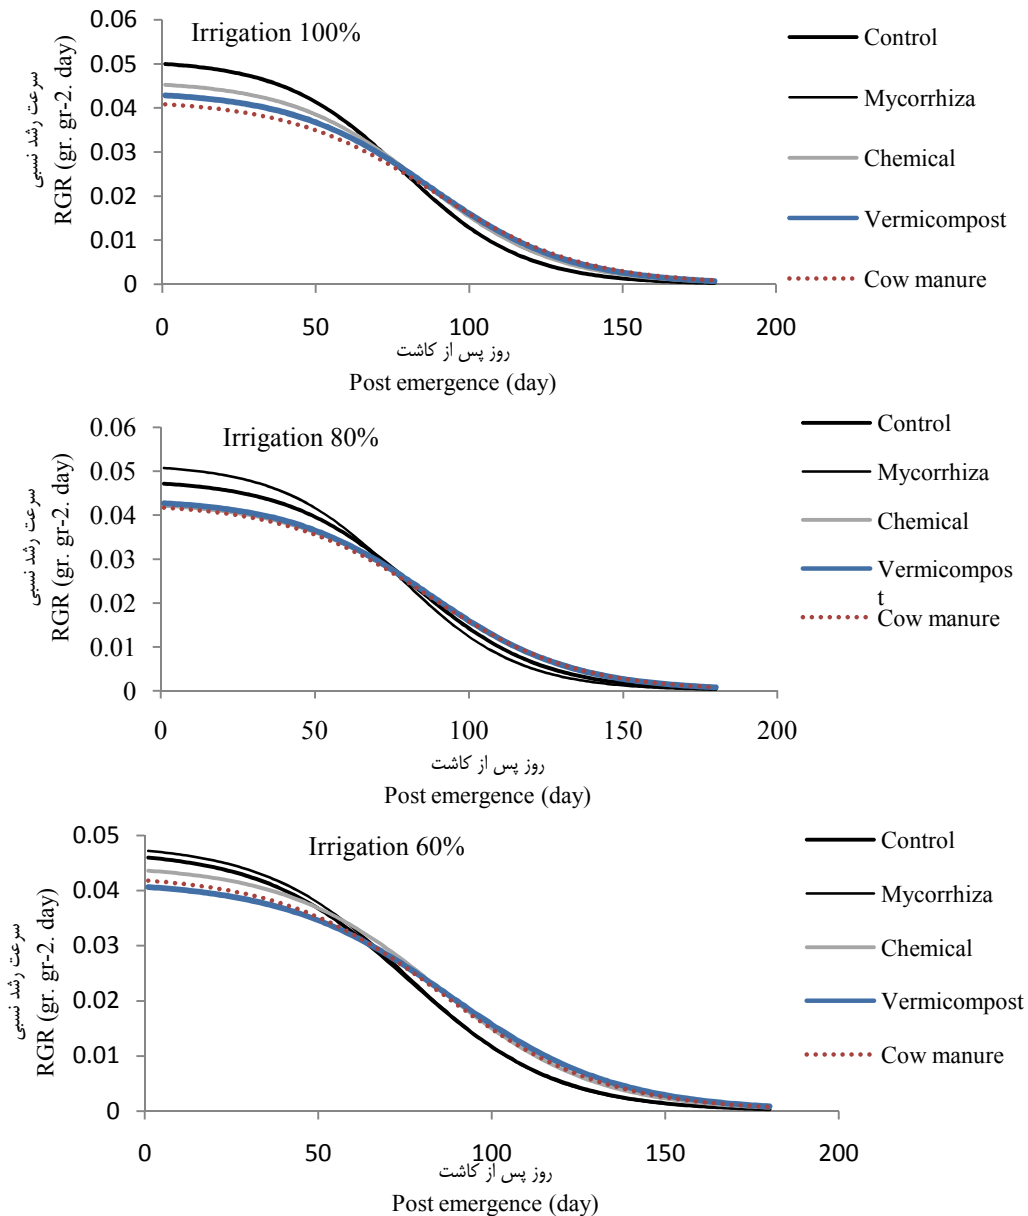 Irrigation 100%
سرعت رشد نسبی
RGR (gr. gr-2. day)
0.06
0.05
0.04
0.03
0.02
0.01
0
0 50 100 150 200
روز پس از کاشت
Post emergence (day)
Control
Mycorrhiza
Chemical
Vermicompost
Cow manure
Irrigation 80%
سرعت رشد نسبی
RGR (gr. gr-2. day)
0.06
0.05
0.04
0.03
0.02
0.01
0
0 50 100 150 200
روز پس از کاشت
Post emergence (day)
Control
Mycorrhiza
Chemical
Vermicompos
t
Cow manure
Irrigation 60%
سرعت رشد نسبی
RGR (gr. gr-2. day)
0.05
0.04
0.03
0.02
0.01
0
0 50 100 150 200
روز پس از کاشت
Post emergence (day)
Control
Mycorrhiza
Chemical
Vermicompost
Cow manure